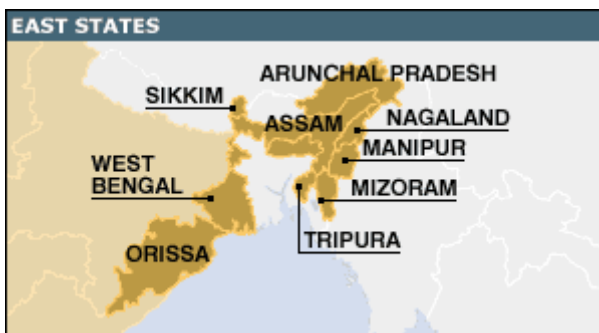 EAST STATES
ARUNCHAL PRADESH
SIKKIM
ASSAM
NAGALAND
MANIPUR
WEST
BENGAL
MIZORAM
ORISSA
TRIPURA